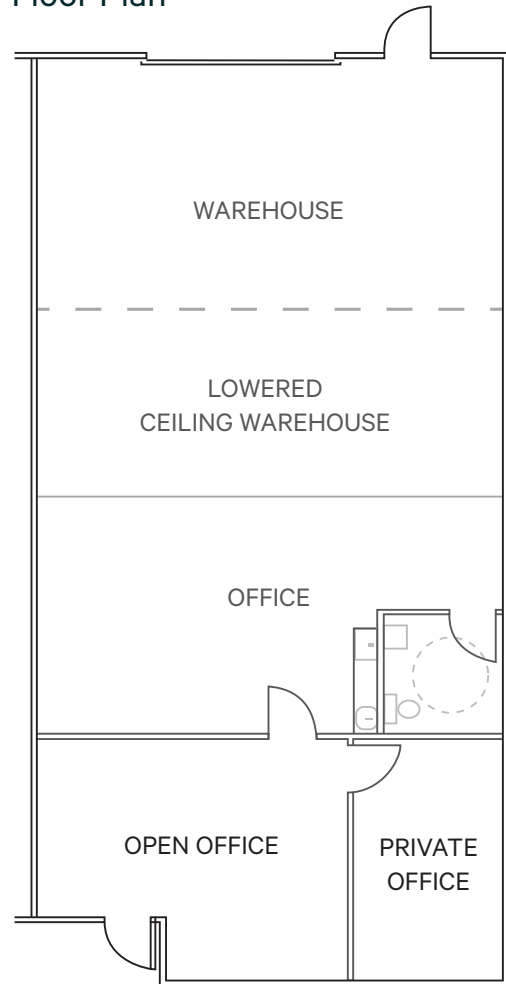 Floor Plan
WAREHOUSE
LOWERED
CEILING WAREHOUSE
OFFICE
OPEN OFFICE
PRIVATE
OFFICE